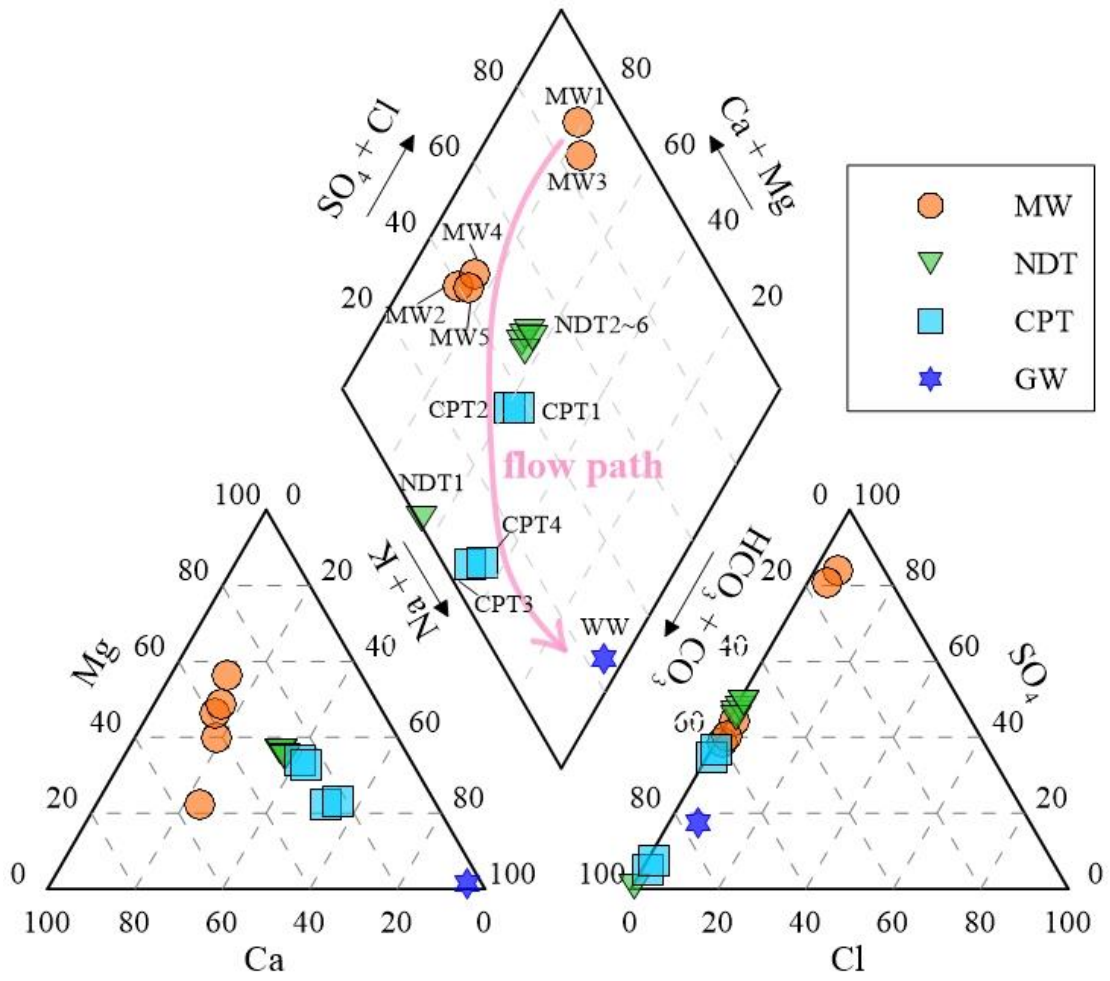 80
80
MW1
SO₄ + Cl
Ca + Mg
60
60
MW3
40
40
MW4
20
20
MW2
MW5
NDT2~6
CPT2
CPT1
flow path
NDT1
CPT4
CPT3
Na + K
HCO₃ + CO₃
WW
MW
NDT
CPT
GW
100 0
80
20
Mg
60
40
40
60
20
80
0
100
100 80 60 40 20 0
Ca
0 100
20
80
40
60
SO₄
60
40
80
20
100
0
0 20 40 60 80 100
Cl